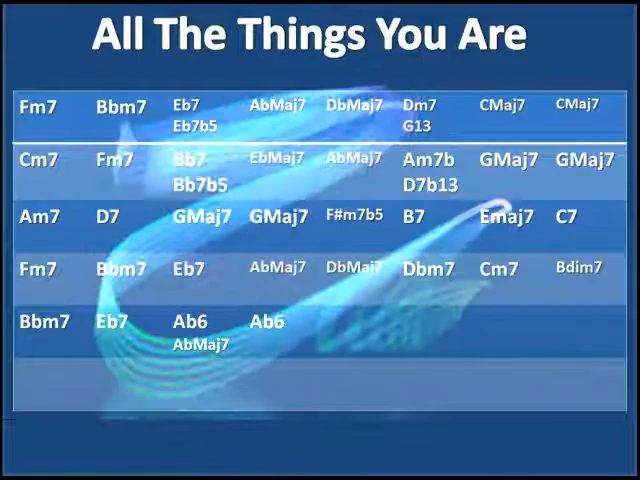 All The Things You Are
Fm7 Bbm7 Eb7 AbMaj7 DbMaj7 Dm7 CMaj7 CMaj7
Eb7b5 G13
Cm7 Fm7 Bb7 EbMaj7 AbMaj7 Am7b GMaj7 GMaj7
Bb7b5 D7b13
Am7 D7 GMaj7 GMaj7 F#m7b5 B7 Emaj7 C7
Fm7 Bbm7 Eb7 AbMaj7 DbMaj7 Dbm7 Cm7 Bdim7
Bbm7 Eb7 Ab6 Ab6
AbMaj7